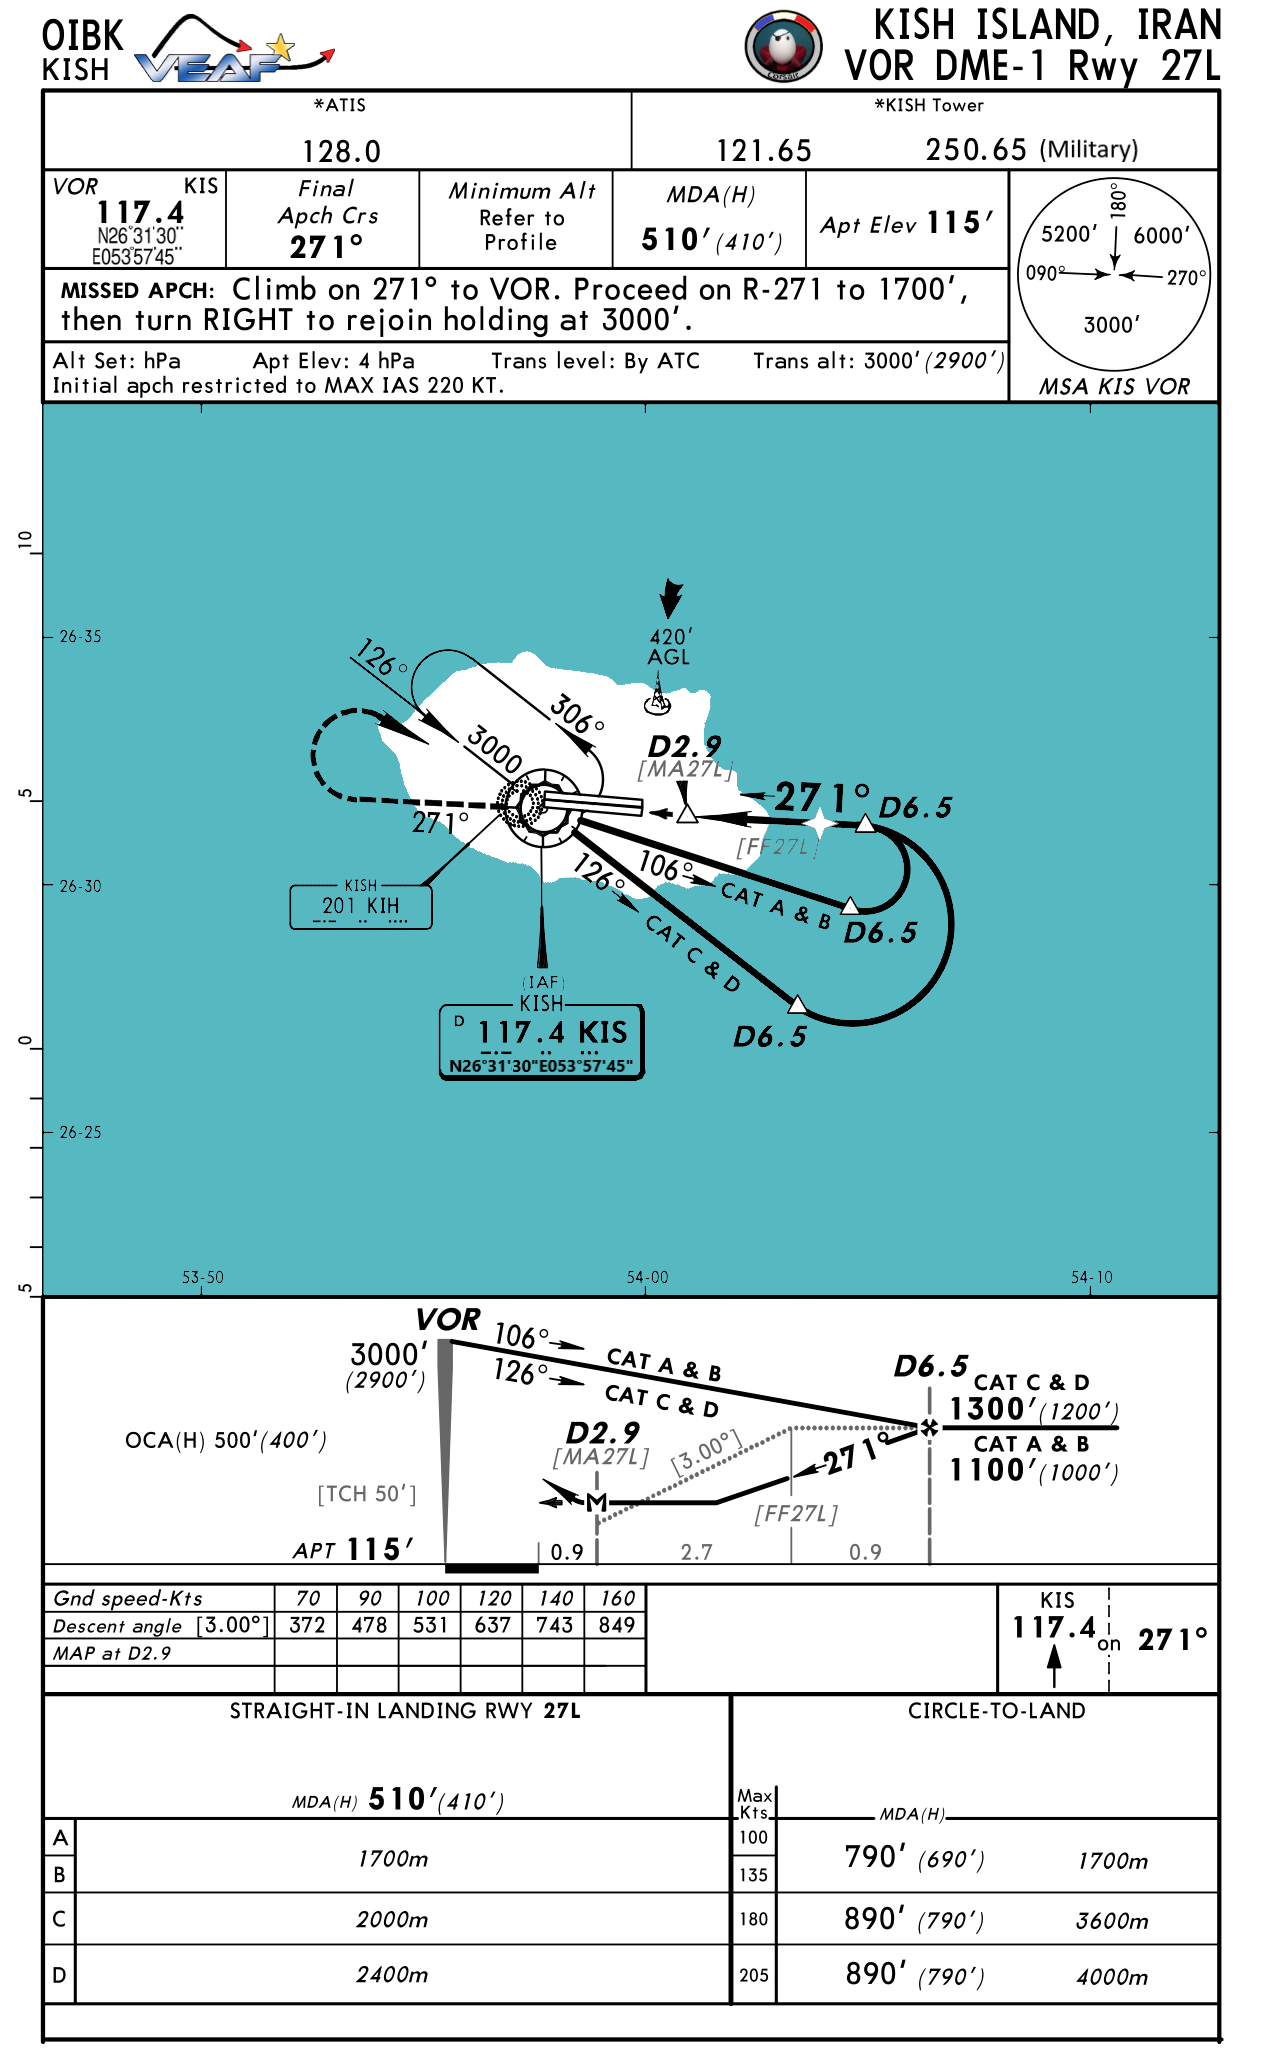 OIBK
KISH
VEAF
Corsair
KISH ISLAND, IRAN
VOR DME-1 Rwy 27L
*ATIS
128.0
*KISH Tower
121.65 250.65 (Military)
VOR KIS
117.4
N26°31'30"
E053°57'45"
Final
Apch Crs
271°
Minimum Alt
Refer to
Profile
MDA(H)
510' (410')
Apt Elev 115'
180°
5200' 6000'
090° 270°
3000'
MSA KIS VOR
MISSED APCH: Climb on 271° to VOR. Proceed on R-271 to 1700',
then turn RIGHT to rejoin holding at 3000'.
Alt Set: hPa Apt Elev: 4 hPa Trans level: By ATC Trans alt: 3000' (2900')
Initial apch restricted to MAX IAS 220 KT.
10
5
0
5
26-35
26-30
26-25
53-50 54-00 54-10
420'
AGL
126°
306°
3000
D2.9
[MA27L]
271°
D6.5
[FF27L]
271°
106°
CAT A & B
D6.5
126°
CAT C & D
D6.5
KISH
201 KIH
(IAF)
KISH
D 117.4 KIS
N26°31'30"E053°57'45"
VOR
3000'
(2900')
106°
CAT A & B
126°
CAT C & D
D6.5
CAT C & D
1300' (1200')
CAT A & B
1100' (1000')
OCA(H) 500' (400')
D2.9
[MA27L]
[3.00°]
271°
[TCH 50']
M
[FF27L]
APT 115'
0.9 2.7 0.9
Gnd speed-Kts 70 90 100 120 140 160
Descent angle [3.00°] 372 478 531 637 743 849
MAP at D2.9
KIS
117.4 on 271°
STRAIGHT-IN LANDING RWY 27L
MDA(H) 510' (410')
A
B
1700m
C 2000m
D 2400m
CIRCLE-TO-LAND
Max
Kts
MDA(H)
100
135
790' (690') 1700m
180 890' (790') 3600m
205 890' (790') 4000m